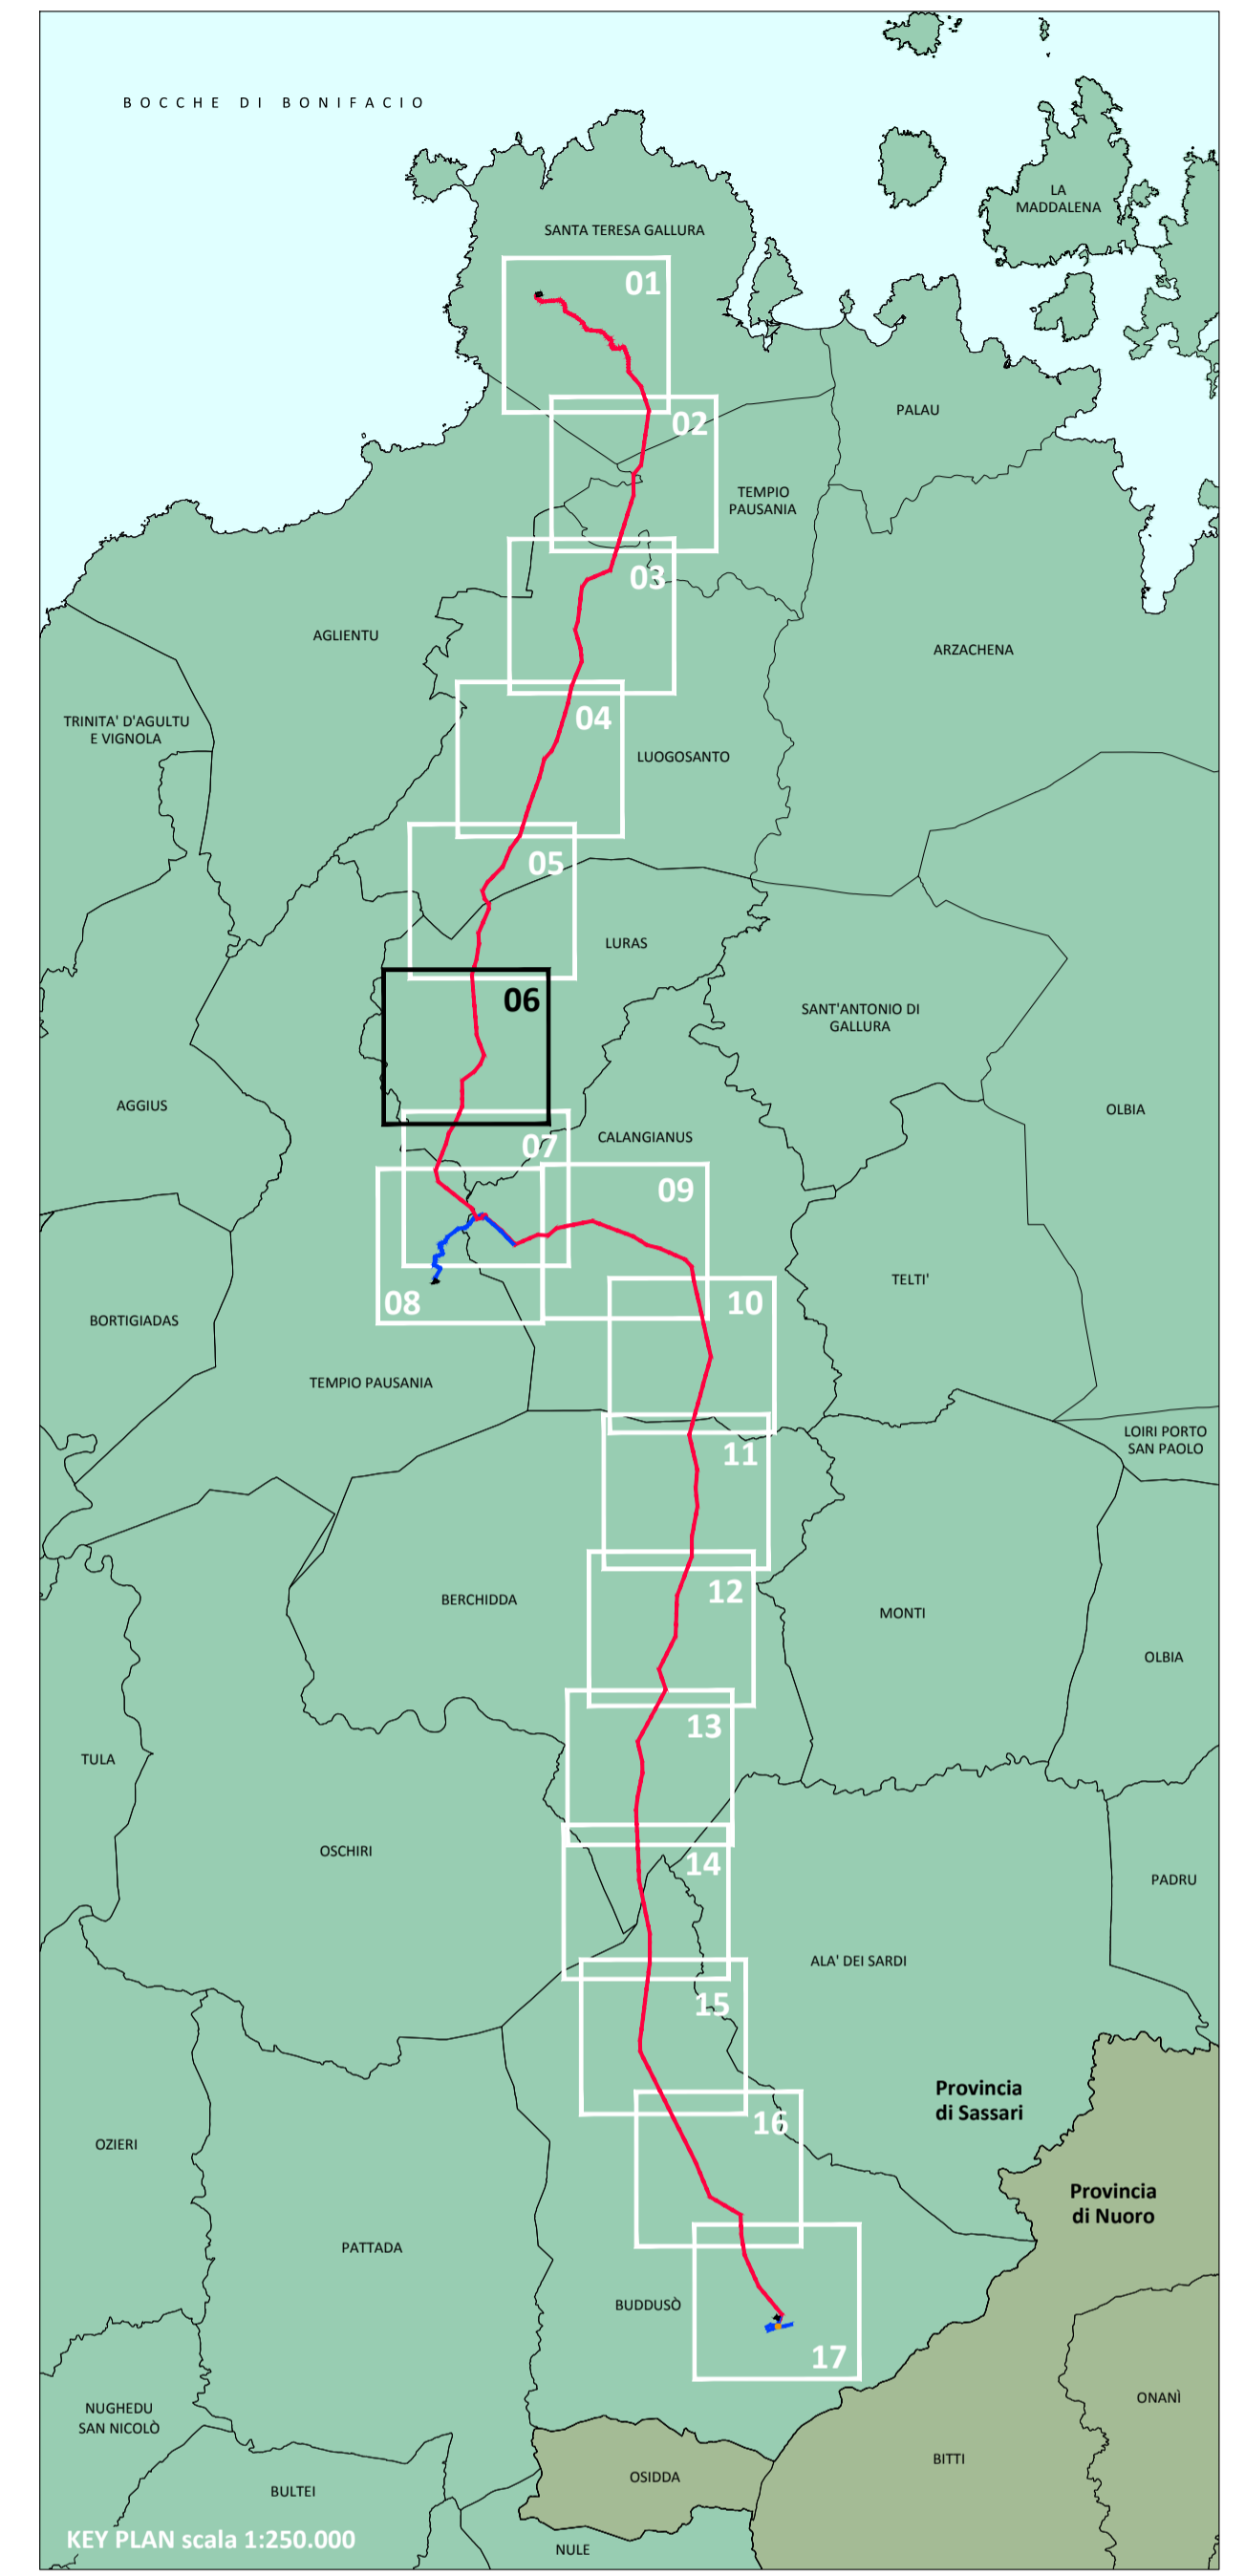 BOCCHE DI BONIFACIO
LA
MADDALENA
SANTA TERESA GALLURA
01
PALAU
02
TEMPIO
PAUSANIA
03
AGLIENTU
ARZACHENA
TRINITA' D'AGULTU
E VIGNOLA
04
LUOGOSANTO
05
LURAS
06
SANT'ANTONIO DI
GALLURA
AGGIUS
OLBIA
CALANGIANUS
07
09
TELTI'
08
10
BORTIGIADAS
TEMPIO PAUSANIA
LOIRI PORTO
SAN PAOLO
11
12
BERCHIDDA
MONTI
OLBIA
13
TULA
OSCHIRI
14
PADRU
ALA' DEI SARDI
15
Provincia
di Sassari
16
OZIERI
Provincia
di Nuoro
PATTADA
BUDDUSÒ
17
ONANÌ
NUGHEDU
SAN NICOLÒ
BITTI
OSIDDA
BULTEI
KEY PLAN scala 1:250.000
NULE